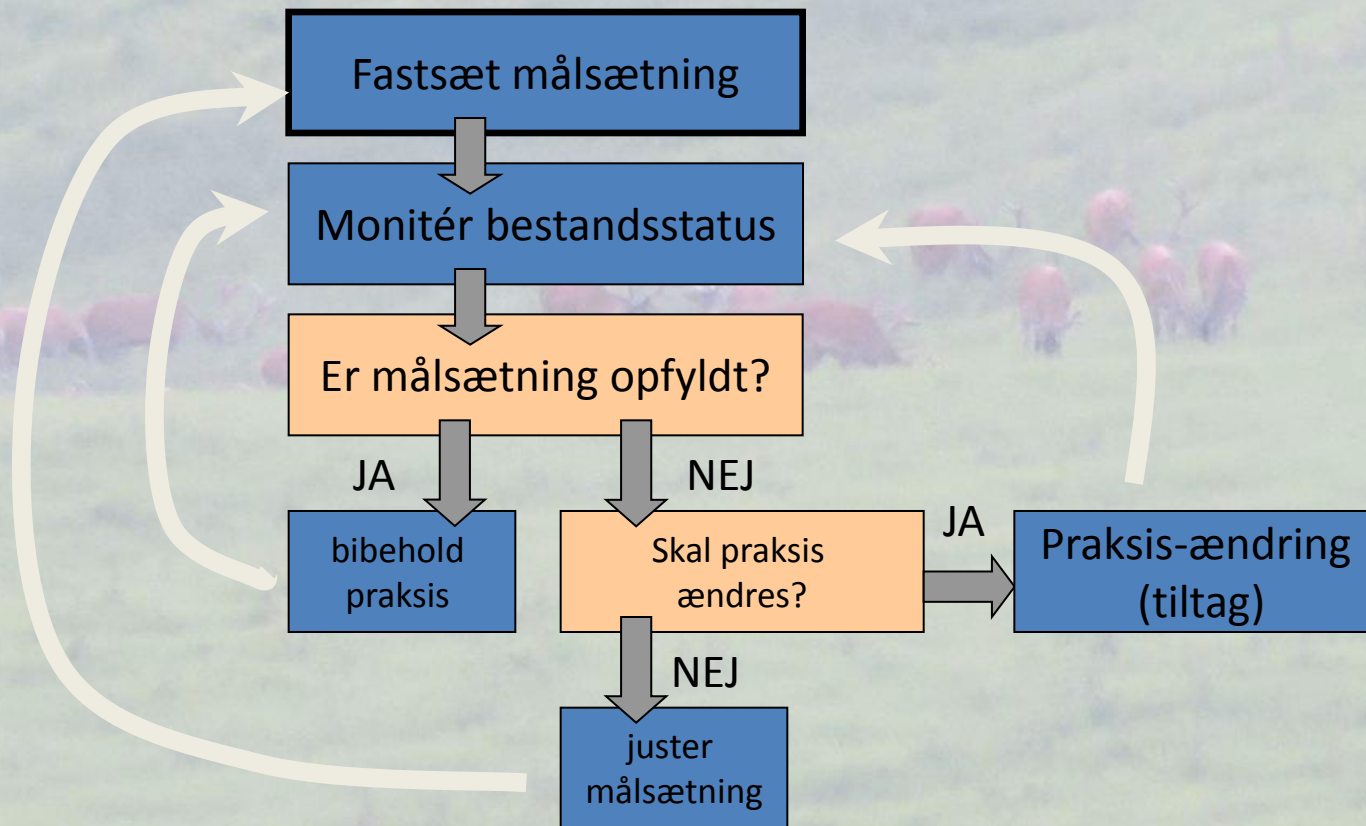 Fastsæt målsætning
Monitér bestandsstatus
Er målsætning opfyldt?
JA
NEJ
bibehold
praksis
Skal praksis
ændres?
JA
Praksis-ændring
(tiltag)
NEJ
juster
målsætning